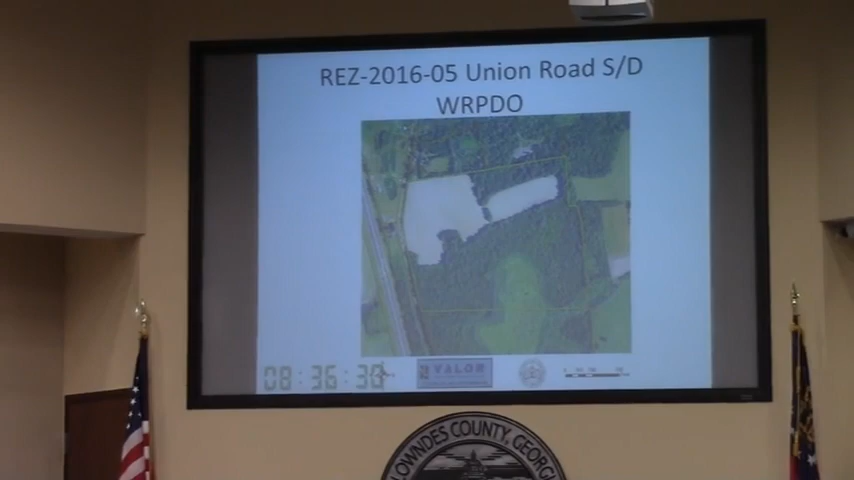 REZ-2016-05 Union Road S/D
WRPDO
08:36:30
VALOR
LOWNDES COUNTY, GEORGIA